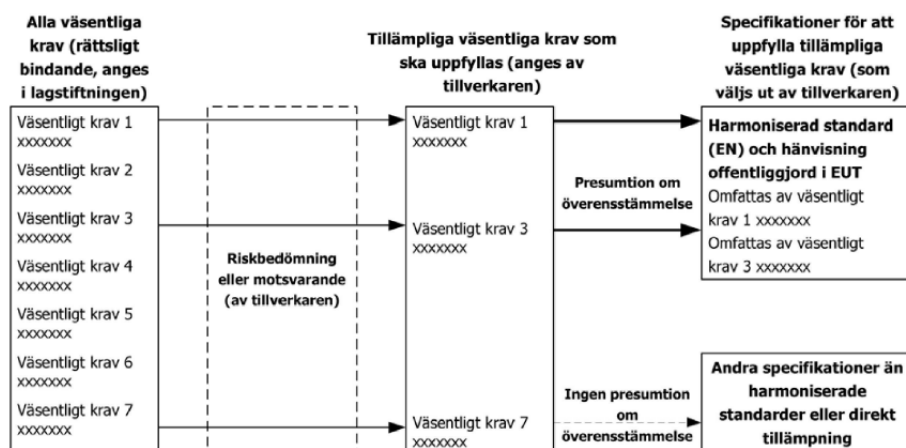 Alla väsentliga
krav (rättsligt
bindande, anges
i lagstiftningen)
Väsentligt krav 1
xxxxxxx
Väsentligt krav 2
xxxxxxx
Väsentligt krav 3
xxxxxxx
Väsentligt krav 4
xxxxxxx
Väsentligt krav 5
xxxxxxx
Väsentligt krav 6
xxxxxxx
Väsentligt krav 7
xxxxxxx
Riskbedömning
eller motsvarande
(av tillverkaren)
Tillämpliga väsentliga krav som
ska uppfyllas (anges av
tillverkaren)
Väsentligt krav 1
xxxxxxx
Väsentligt krav 3
xxxxxxx
Väsentligt krav 7
xxxxxxx
Presumtion om
överensstämmelse
Ingen presumtion
om
överensstämmelse
Specifikationer för att
uppfylla tillämpliga
väsentliga krav (som
väljs ut av tillverkaren)
Harmoniserad standard
(EN) och hänvisning
offentliggjord i EUT
Omfattas av väsentligt
krav 1 xxxxxxx
Omfattas av väsentligt
krav 3 xxxxxxx
Andra specifikationer än
harmoniserade
standarder eller direkt
tillämpning